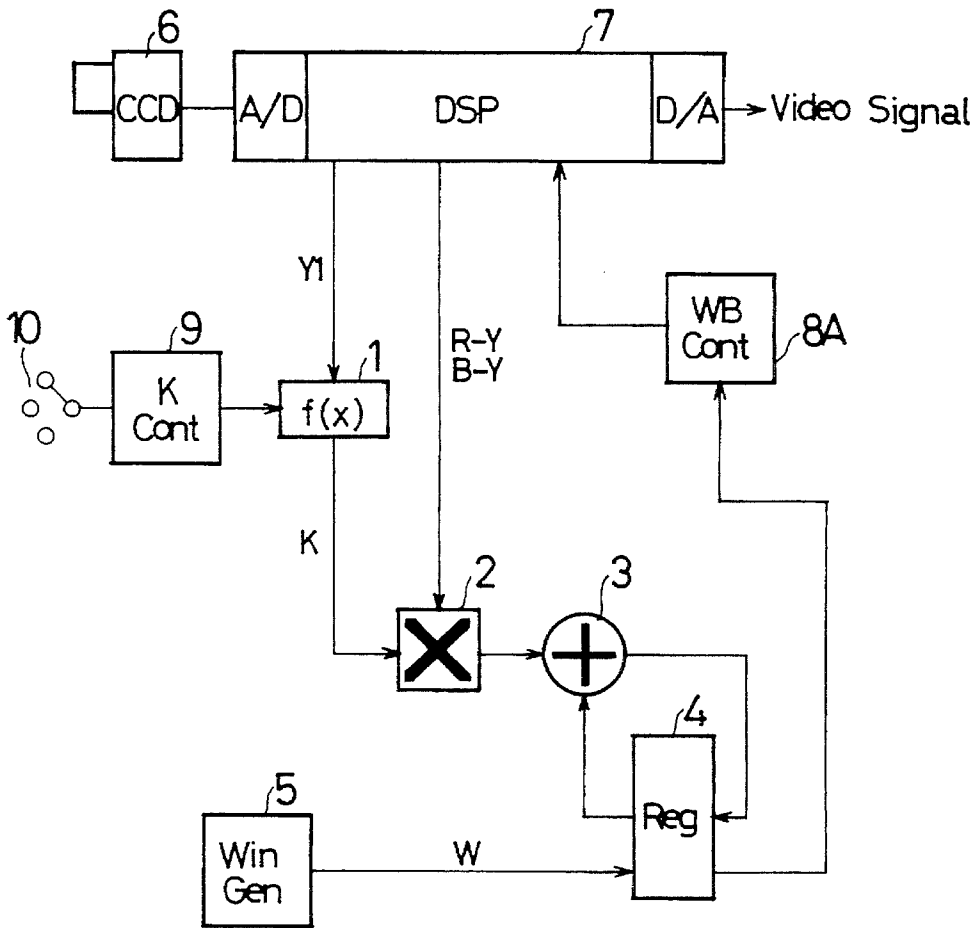 6
7
CCD
A/D
DSP
D/A
Video Signal
Y1
R-Y
B-Y
WB
Cont
8A
10
9
K
Cont
1
f(x)
K
2
3
4
Reg
5
Win
Gen
W